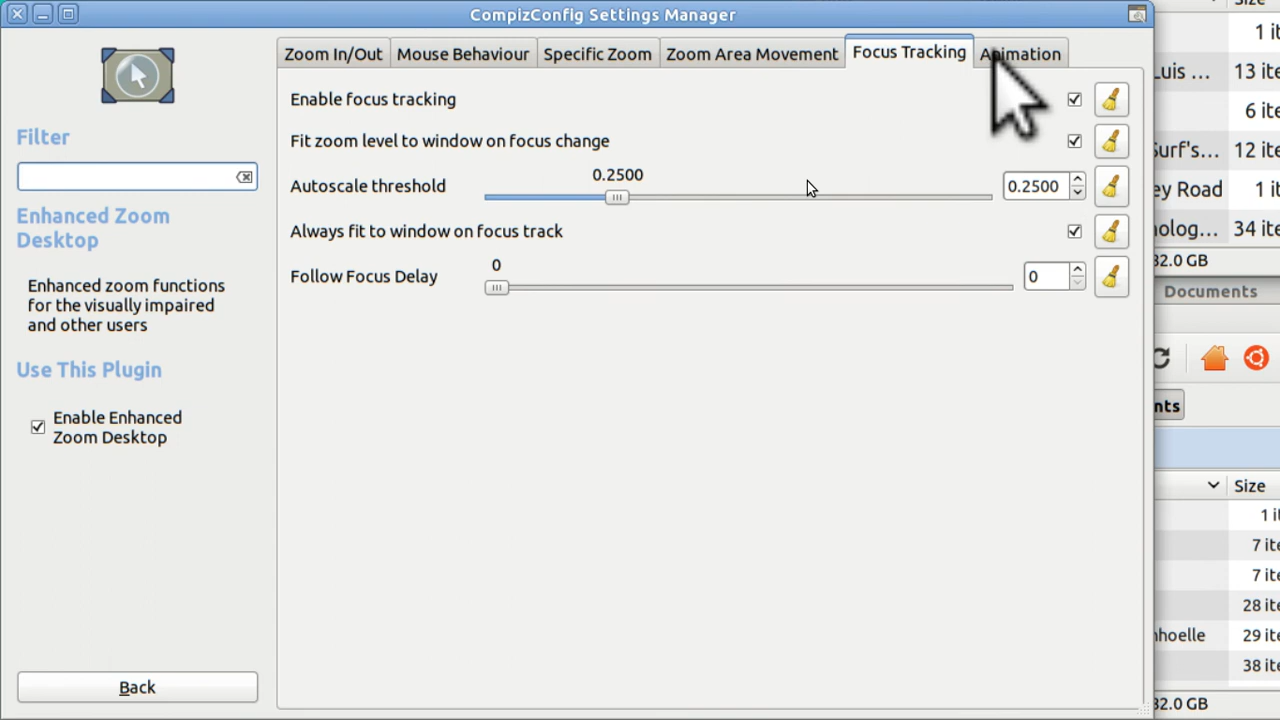 CompizConfig Settings Manager
Zoom In/Out
Mouse Behaviour
Specific Zoom
Zoom Area Movement
Focus Tracking
Filter
Enhanced Zoom
Desktop
Enhanced zoom functions
for the visually impaired
and other users
Use This Plugin
Enable Enhanced
Zoom Desktop
Back
Enable focus tracking
Fit zoom level to window on focus change
Autoscale threshold
0.2500
0.2500
Always fit to window on focus track
Follow Focus Delay
0
0
Luis ...
13 ite
6 ite
Surf's...
12 ite
ey Road
1 it
nolog...
34 ite
32.0 GB
Documents
nts
Size
1 it
7 ite
7 ite
28 ite
nhoelle
29 ite
38 ite
32.0 GB